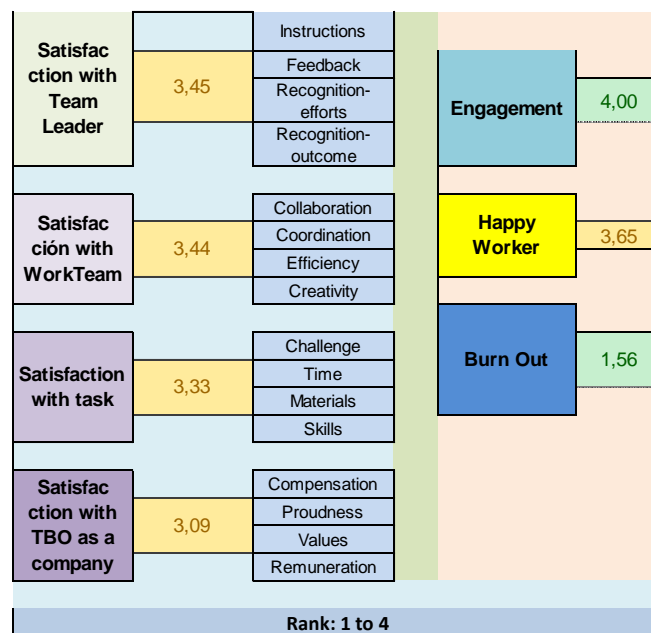 Satisfac
ction with
Team
Leader
3,45
Instructions
Feedback
Recognition-
efforts
Recognition-
outcome
Engagement
4,00
Satisfac
ción with
WorkTeam
3,44
Collaboration
Coordination
Efficiency
Creativity
Happy
Worker
3,65
Satisfaction
with task
3,33
Challenge
Time
Materials
Skills
Burn Out
1,56
Satisfac
ction with
TBO as a
company
3,09
Compensation
Proudness
Values
Remuneration
Rank: 1 to 4